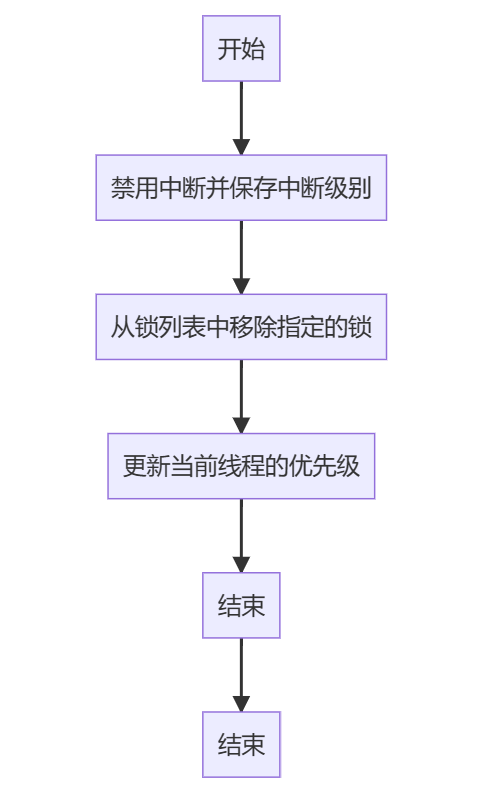 开始
禁用中断并保存中断级别
从锁列表中移除指定的锁
更新当前线程的优先级
结束
结束